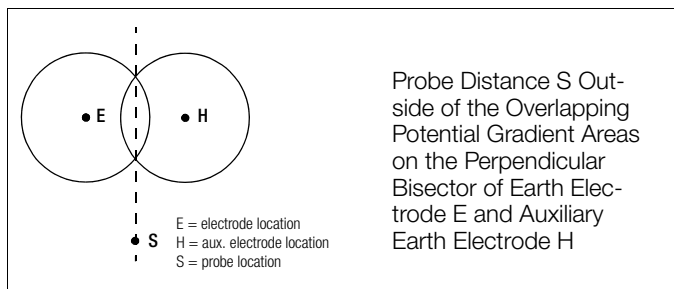 E
H
S
E = electrode location
H = aux. electrode location
S = probe location
Probe Distance S Out-
side of the Overlapping
Potential Gradient Areas
on the Perpendicular
Bisector of Earth Elec-
trode E and Auxiliary
Earth Electrode H